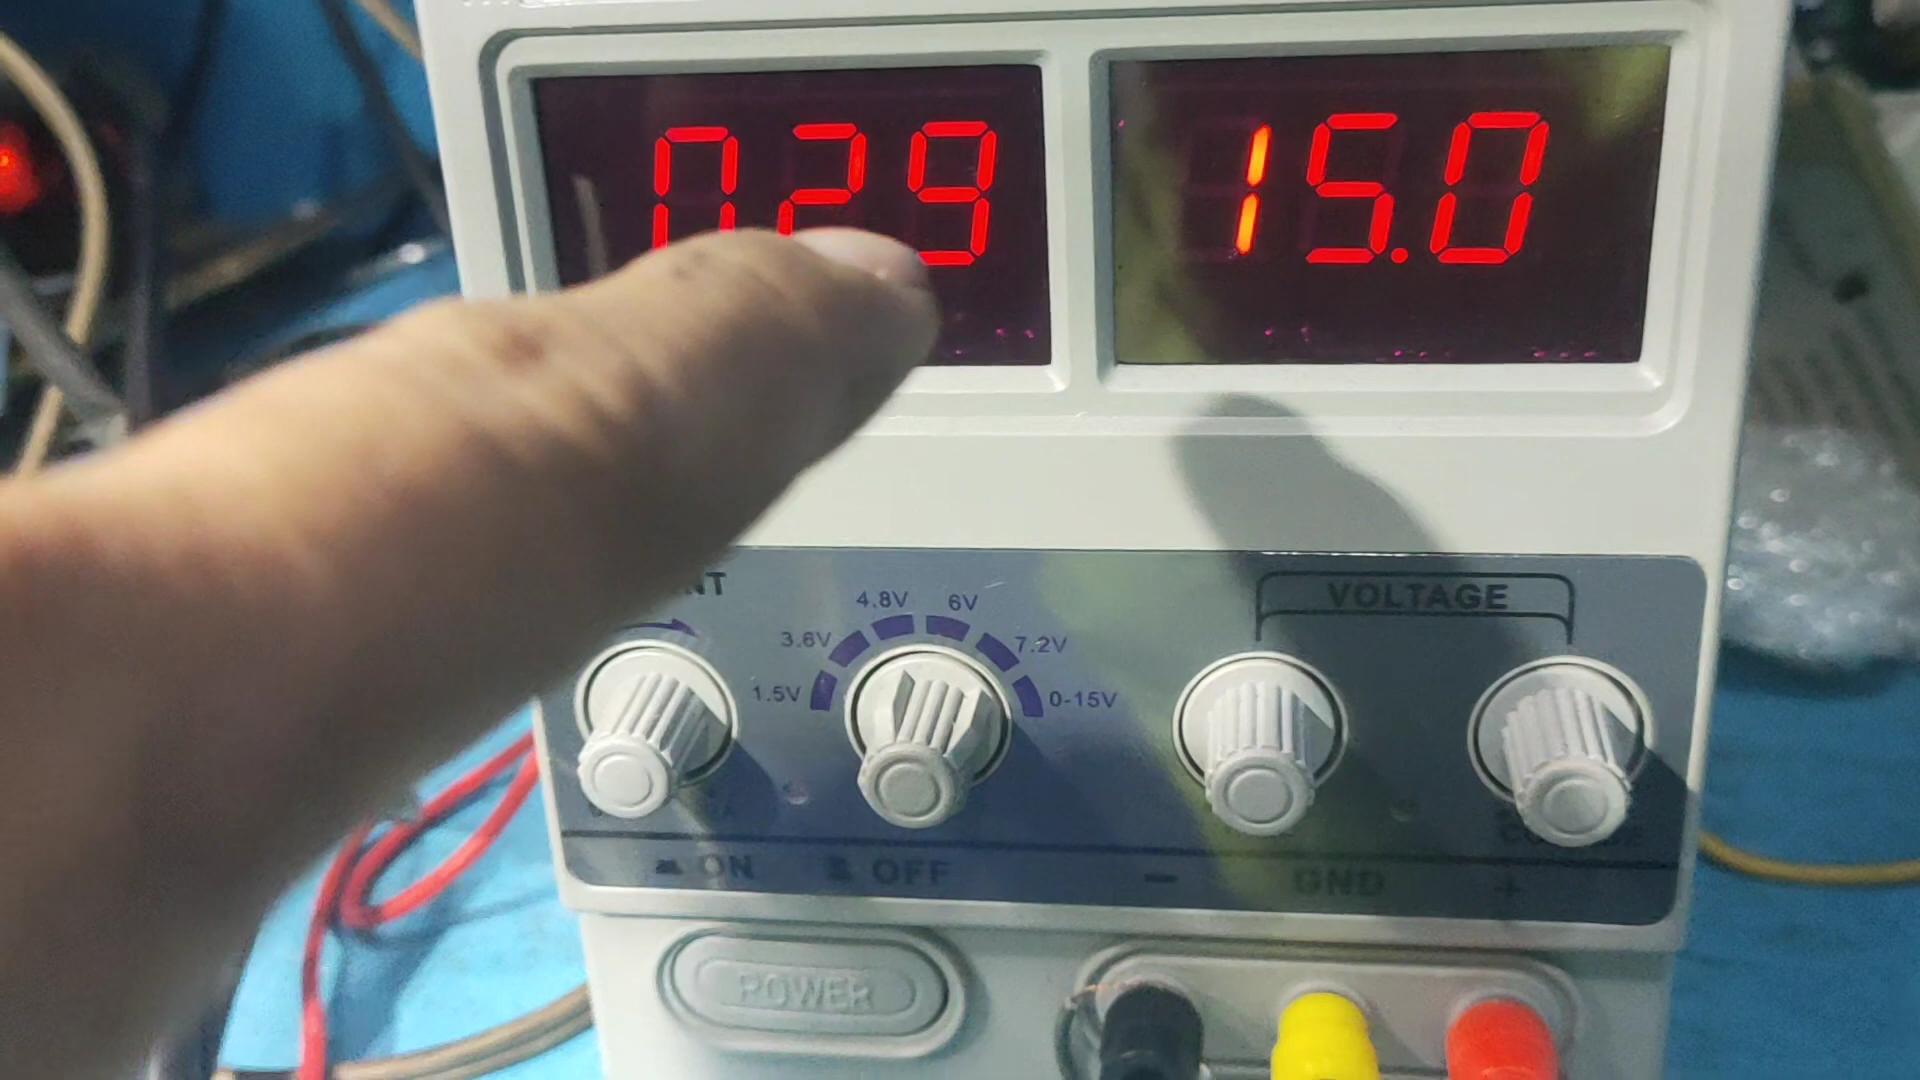 029 15.0
4.8V 6V
3.6V 7.2V
1.5V 0-15V
VOLTAGE
ON OFF - GND +
POWER